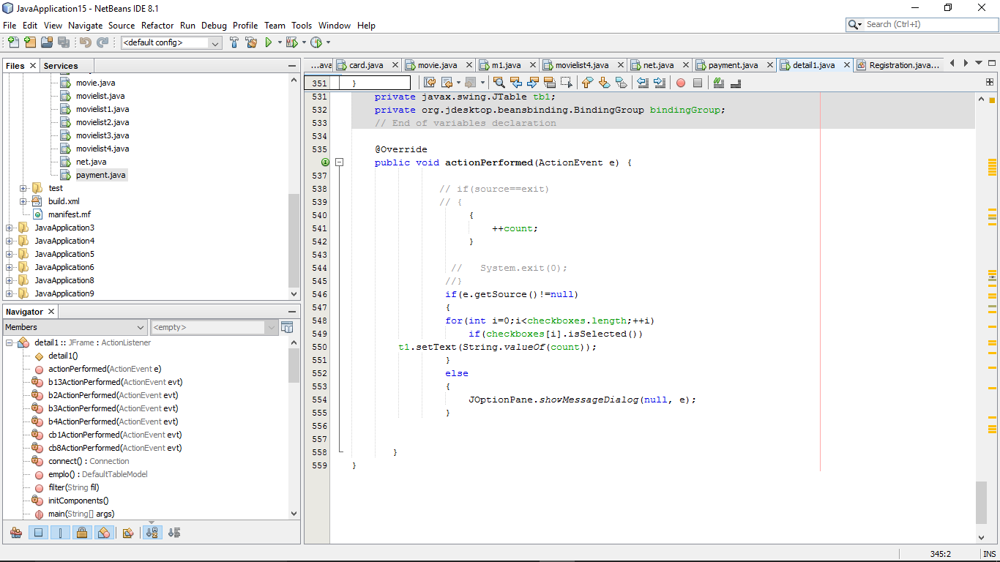 JavaApplication15 - NetBeans IDE 8.1
File Edit View Navigate Source Refactor Run Debug Profile Team Tools Window Help
Search (Ctrl+I)
<default config>
Files
Services
movie.java
movielist.java
movielist1.java
movielist2.java
movielist3.java
movielist4.java
net.java
payment.java
test
build.xml
manifest.mf
JavaApplication3
JavaApplication4
JavaApplication5
JavaApplication6
JavaApplication8
JavaApplication9
Navigator
Members
<empty>
detail1 :: JFrame : ActionListener
detail1()
actionPerformed(ActionEvent e)
b13ActionPerformed(ActionEvent evt)
b2ActionPerformed(ActionEvent evt)
b3ActionPerformed(ActionEvent evt)
b4ActionPerformed(ActionEvent evt)
cb1ActionPerformed(ActionEvent evt)
cb8ActionPerformed(ActionEvent evt)
connect() : Connection
emplo() : DefaultTableModel
filter(String fil)
initComponents()
main(String[] args)
...ava card.java movie.java m1.java movielist4.java net.java payment.java detail1.java Registration.java...
351 }
531 private javax.swing.JTable tb1;
532 private org.jdesktop.beansbinding.BindingGroup bindingGroup;
533 // End of variables declaration
534
535 @Override
public void actionPerformed(ActionEvent e) {
537
538 // if(source==exit)
539 // {
540 {
541 ++count;
542 }
543
544 // System.exit(0);
545 //}
546 if(e.getSource()!=null)
547 {
548 for(int i=0;i<checkboxes.length;++i)
549 if(checkboxes[i].isSelected())
550 t1.setText(String.valueOf(count));
551 }
552 else
553 {
554 JOptionPane.showMessageDialog(null, e);
555 }
556
557
558 }
559 }
345:2 INS